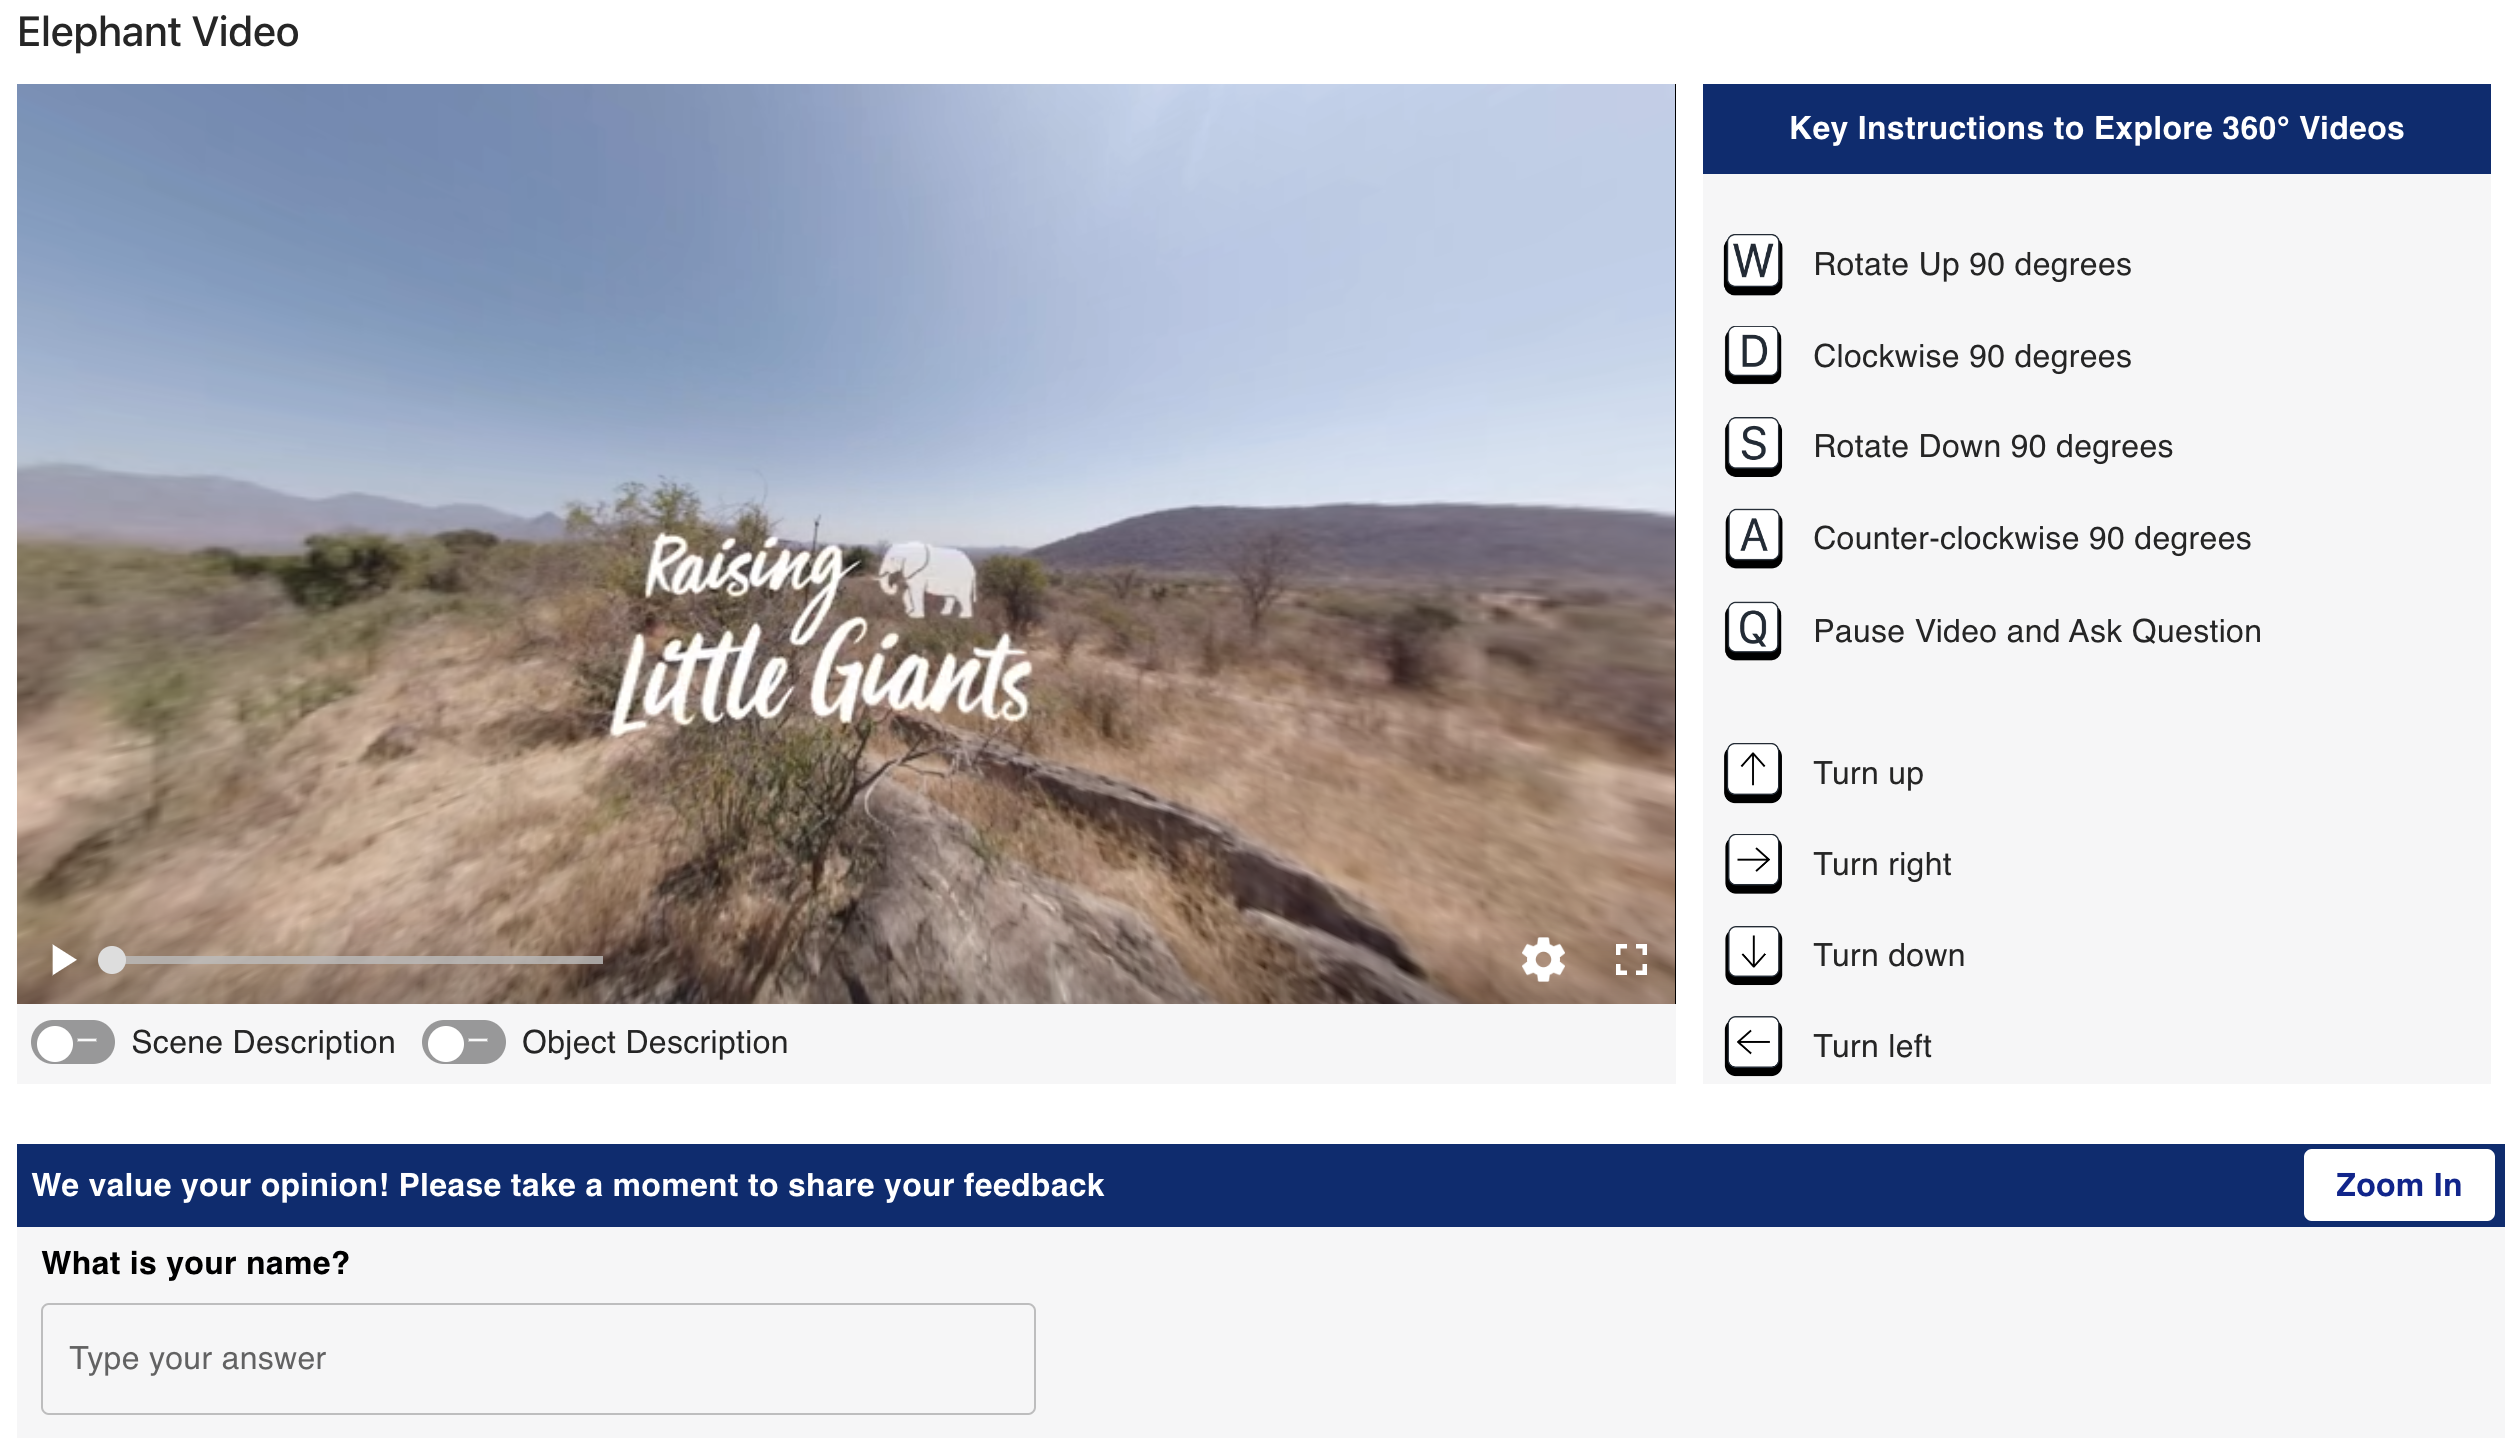 Elephant Video
Raising
Little Giants
Scene Description
Object Description
Key Instructions to Explore 360° Videos
W Rotate Up 90 degrees
D Clockwise 90 degrees
S Rotate Down 90 degrees
A Counter-clockwise 90 degrees
Q Pause Video and Ask Question
↑ Turn up
→ Turn right
↓ Turn down
← Turn left
We value your opinion! Please take a moment to share your feedback
Zoom In
What is your name?
Type your answer